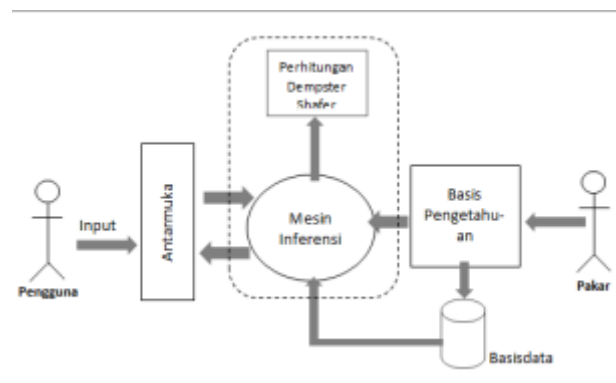 Perhitungan
Dempster
Shafer
Input
Antarmuka
Mesin
Inferensi
Basis
Pengetahu-
an
Pengguna
Pakar
Basisdata